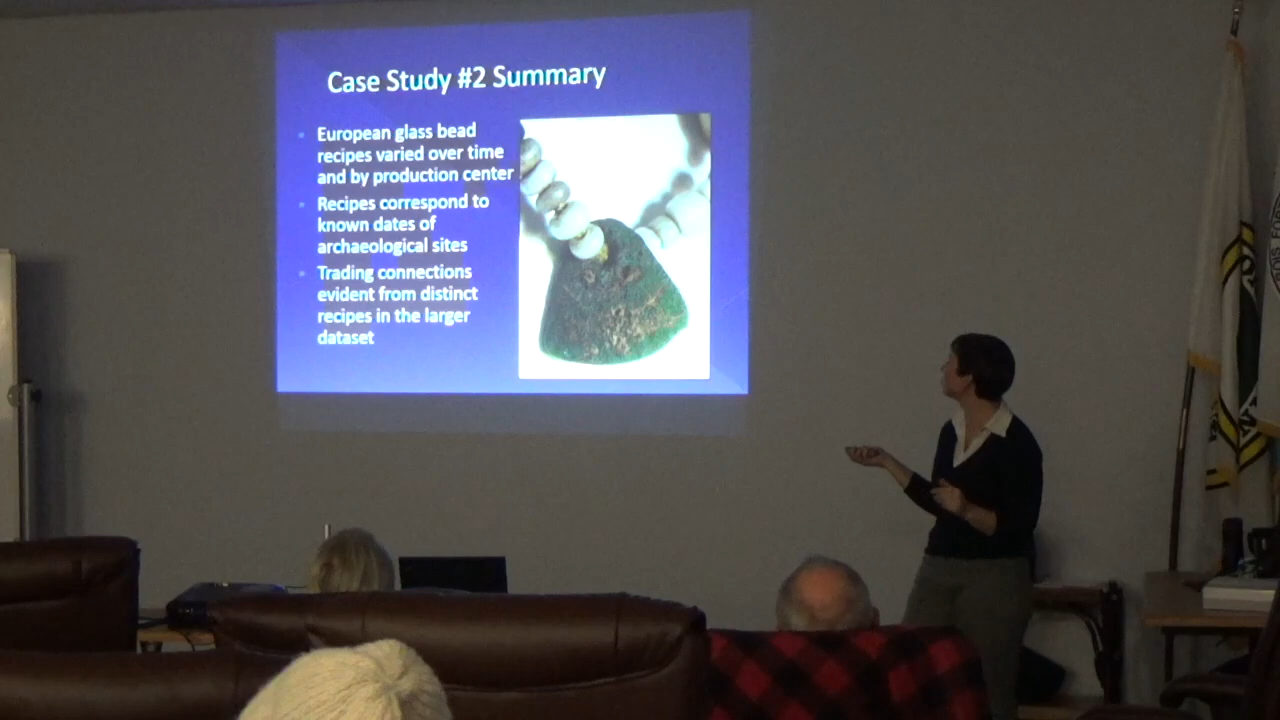 Case Study #2 Summary
European glass bead
recipes varied over time
and by production center
Recipes correspond to
known dates of
archaeological sites
Trading connections
evident from distinct
recipes in the larger
dataset